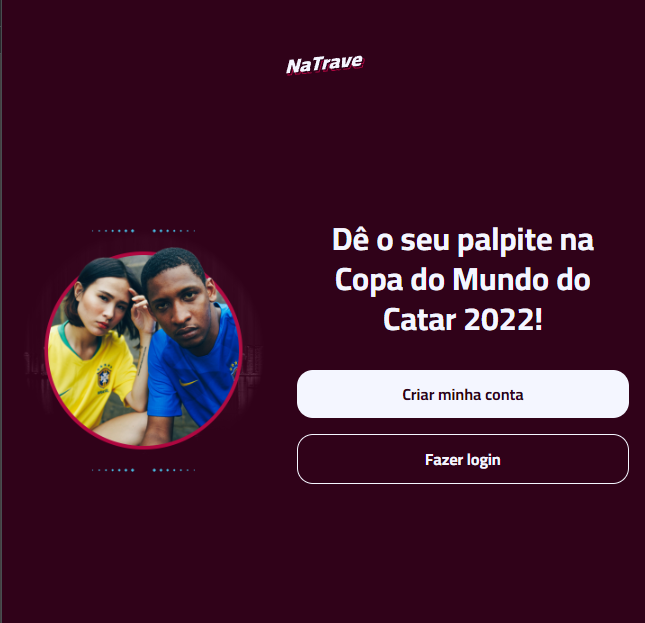 NaTrave
Dê o seu palpite na
Copa do Mundo do
Catar 2022!
Criar minha conta
Fazer login